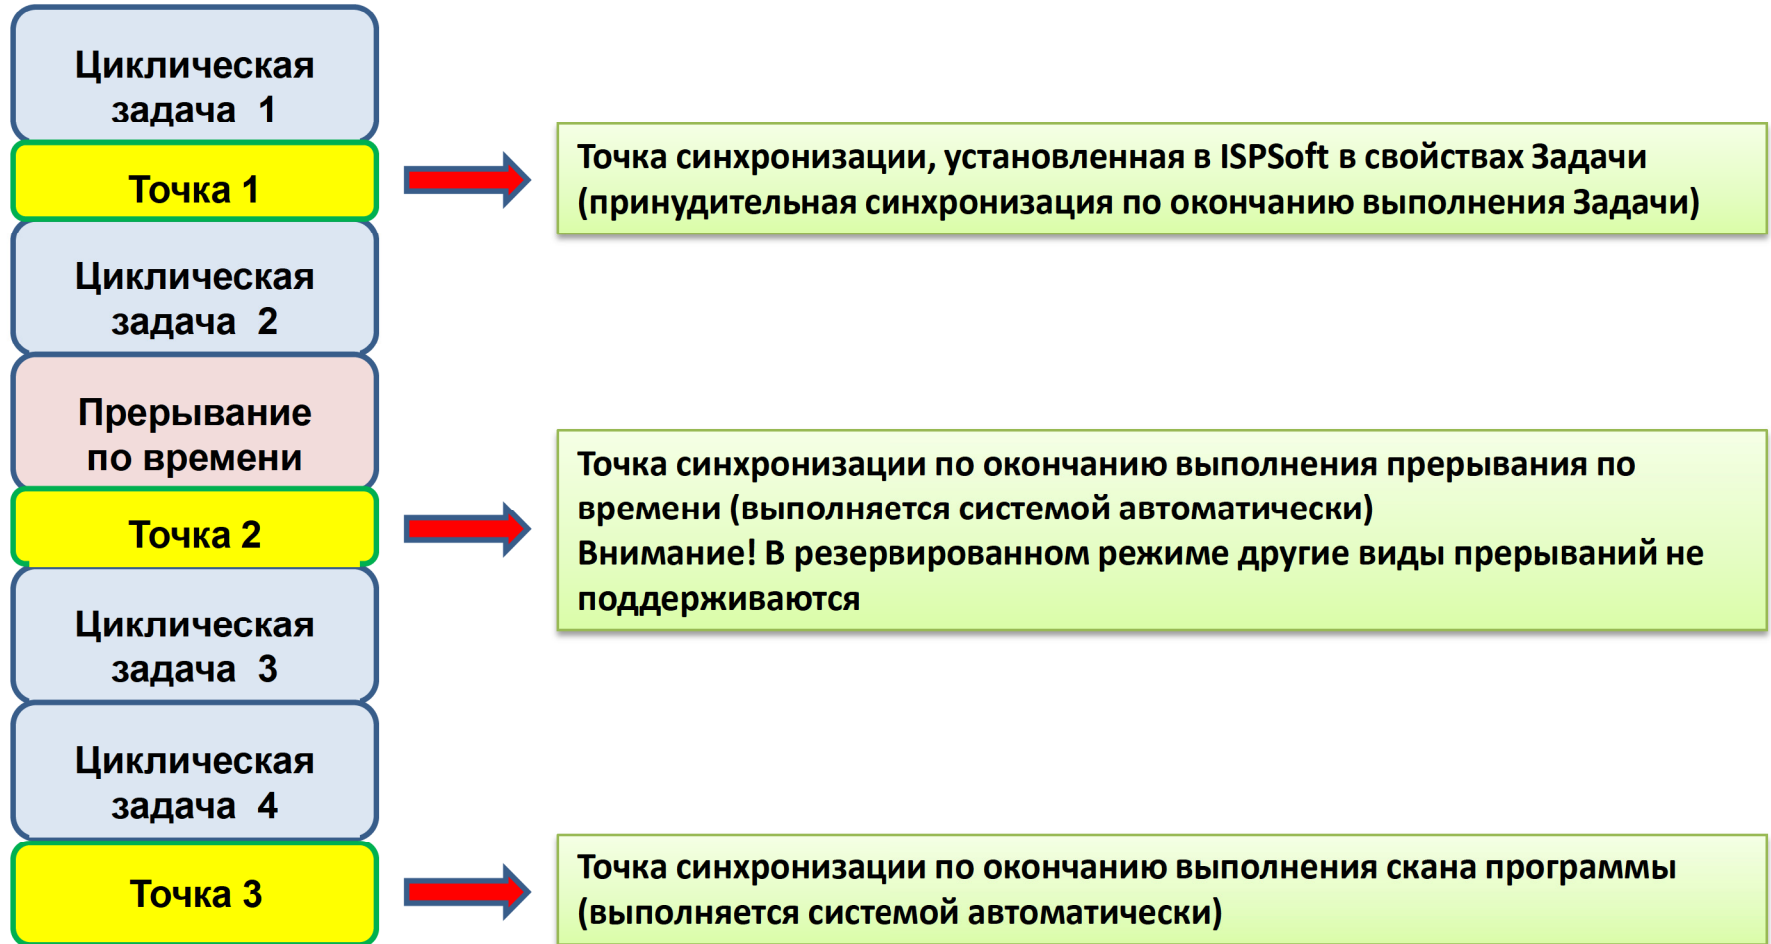 Циклическая
задача 1
Точка 1
Точка синхронизации, установленная в ISPSoft в свойствах Задачи
(принудительная синхронизация по окончанию выполнения Задачи)
Циклическая
задача 2
Прерывание
по времени
Точка 2
Точка синхронизации по окончанию выполнения прерывания по
времени (выполняется системой автоматически)
Внимание! В резервированном режиме другие виды прерываний не
поддерживаются
Циклическая
задача 3
Циклическая
задача 4
Точка 3
Точка синхронизации по окончанию выполнения скана программы
(выполняется системой автоматически)